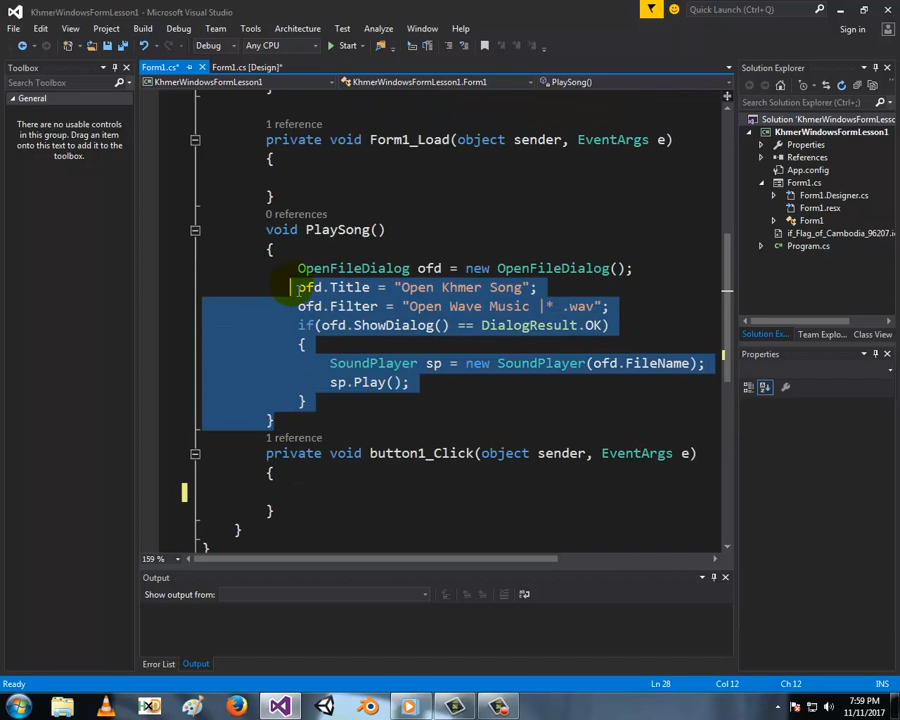 KhmerWindowsFormLesson1 - Microsoft Visual Studio
Quick Launch (Ctrl+Q)
File Edit View Project Build Debug Team Tools Architecture Test Analyze Window Help
Sign in
Debug Any CPU Start
Toolbox
Search Toolbox
General
There are no usable controls
in this group. Drag an item
onto this text to add it to the
toolbox.
Form1.cs* Form1.cs [Design]*
KhmerWindowsFormLesson1 KhmerWindowsFormLesson1.Form1 PlaySong()
}
1 reference
private void Form1_Load(object sender, EventArgs e)
{
}
0 references
void PlaySong()
{
OpenFileDialog ofd = new OpenFileDialog();
ofd.Title = "Open Khmer Song";
ofd.Filter = "Open Wave Music |* .wav";
if(ofd.ShowDialog() == DialogResult.OK)
{
SoundPlayer sp = new SoundPlayer(ofd.FileName);
sp.Play();
}
}
1 reference
private void button1_Click(object sender, EventArgs e)
{
}
}
}
159 %
Output
Show output from:
Error List Output
Solution Explorer
Search Solution Explorer (Ctrl+;)
Solution 'KhmerWindowsFormLesso
KhmerWindowsFormLesson1
Properties
References
App.config
Form1.cs
Form1.Designer.cs
Form1.resx
Form1
if_Flag_of_Cambodia_96207.i
Program.cs
Solution Ex... Team Explo... Class View
Properties
Ready Ln 28 Col 12 Ch 12 INS
7:59 PM
11/11/2017